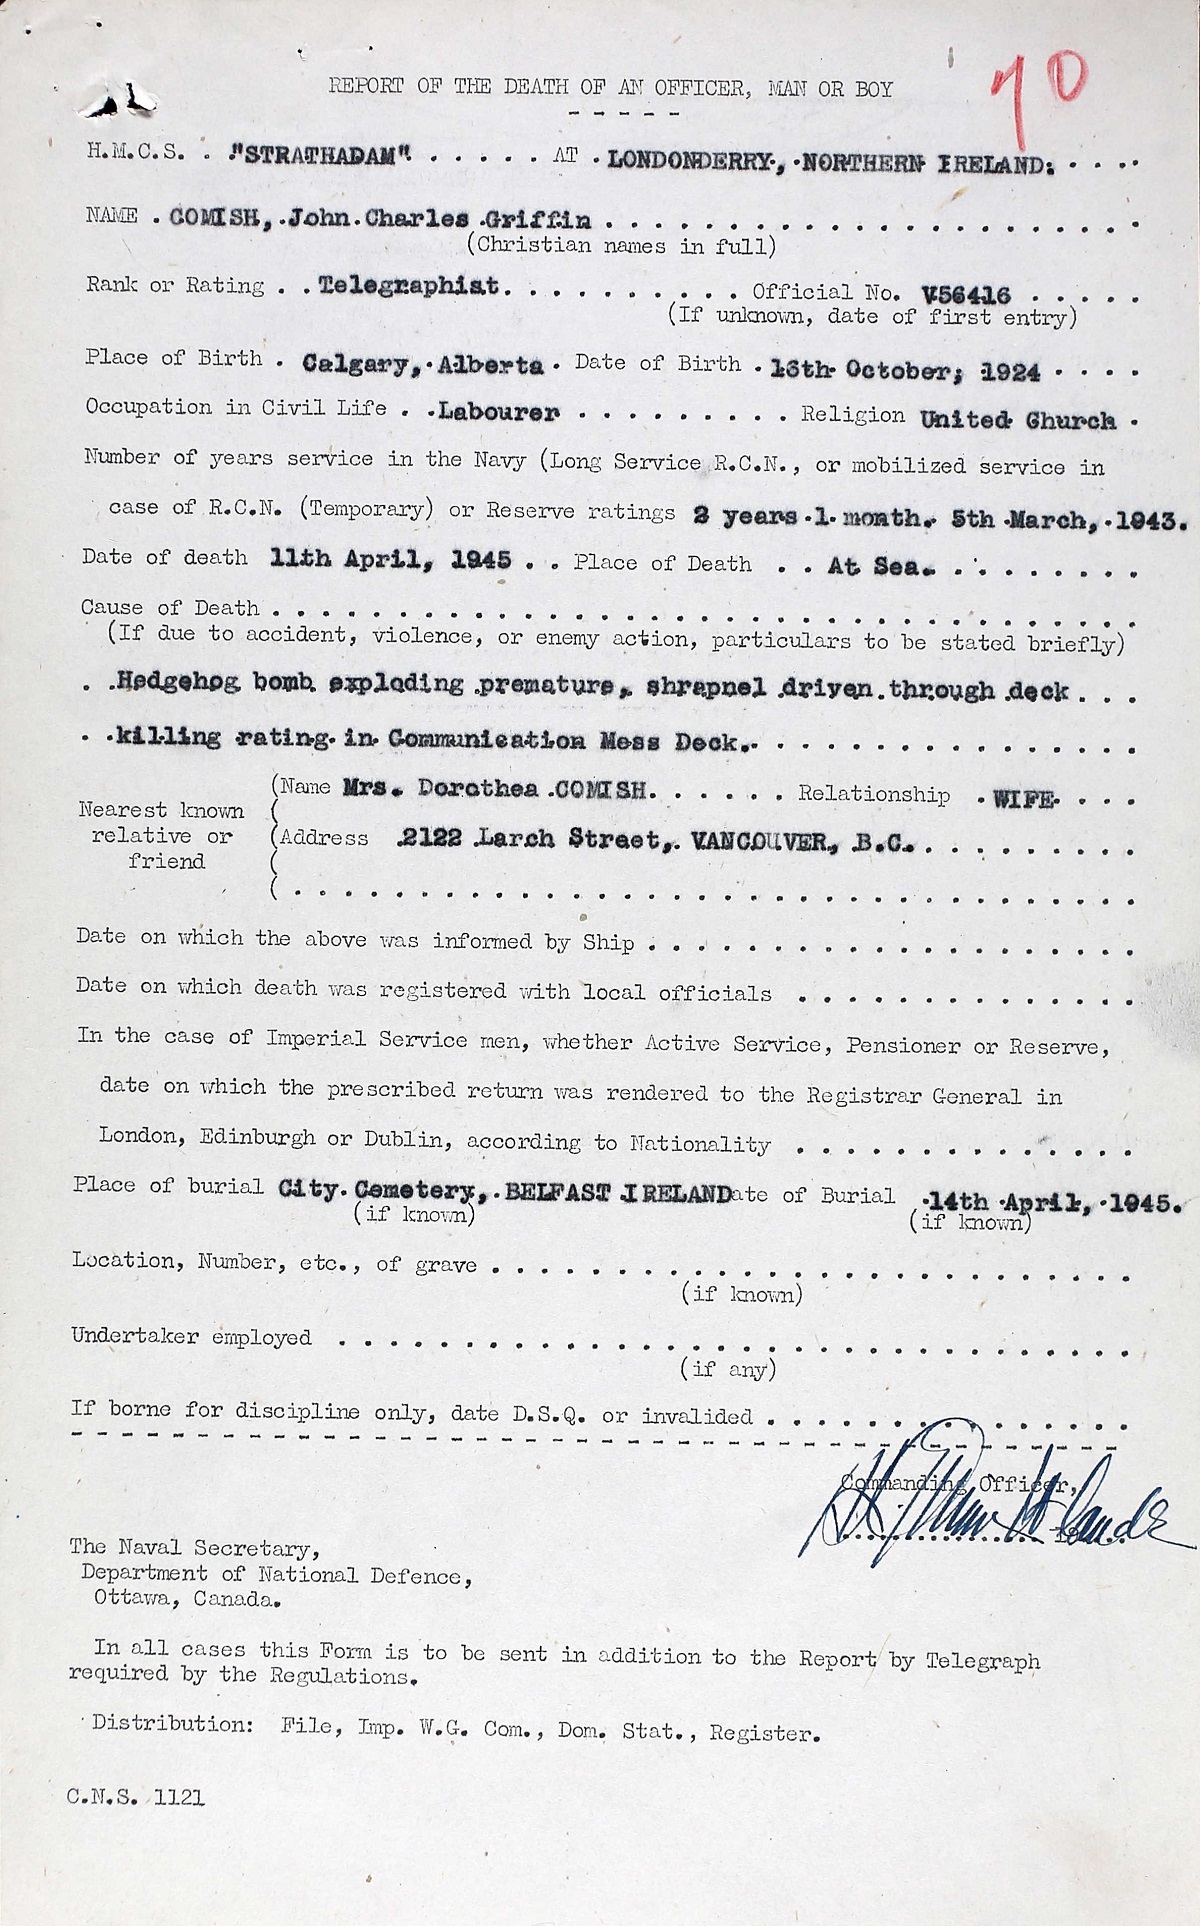 70
REPORT OF THE DEATH OF AN OFFICER, MAN OR BOY
- - - - -
H.M.C.S. . ."STRATHADAM". . . . . . AT . LONDONDERRY, NORTHERN IRELAND. . . . .
NAME . COMISH, John Charles Griffin . . . . . . . . . . . . . . . . . . . . . .
(Christian names in full)
Rank or Rating . . Telegraphist. . . . . . . . . . Official No. V56416 . . . . .
(If unknown, date of first entry)
Place of Birth . Calgary, Alberta . Date of Birth . 16th October, 1924 . . . .
Occupation in Civil Life . . Labourer . . . . . . . . . Religion United Church .
Number of years service in the Navy (Long Service R.C.N., or mobilized service in
case of R.C.N. (Temporary) or Reserve ratings 2 years 1 month. 5th March, 1943.
Date of death 11th April, 1945 . . Place of Death . . At Sea. . . . . . . . .
Cause of Death . . . . . . . . . . . . . . . . . . . . . . . . . . . . . . . . . .
(If due to accident, violence, or enemy action, particulars to be stated briefly)
. . Hedgehog bomb exploding premature, shrapnel driven through deck . . .
. . killing rating in Communication Mess Deck. . . . . . . . . . . . . . . . .
(Name Mrs. Dorothea COMISH. . . . . . Relationship . WIFE . . . .
Nearest known (
relative or (Address 2122 Larch Street, VANCOUVER, B.C. . . . . . . . . . .
friend (
( . . . . . . . . . . . . . . . . . . . . . . . . . . . . . . . . . .
Date on which the above was informed by Ship . . . . . . . . . . . . . . . . . . . .
Date on which death was registered with local officials . . . . . . . . . . . . . .
In the case of Imperial Service men, whether Active Service, Pensioner or Reserve,
date on which the prescribed return was rendered to the Registrar General in
London, Edinburgh or Dublin, according to Nationality . . . . . . . . . . . . . .
Place of burial City Cemetery, BELFAST IRELANDate of Burial . 14th April, 1945.
(if known) (if known)
Location, Number, etc., of grave . . . . . . . . . . . . . . . . . . . . . . . . . .
(if known)
Undertaker employed . . . . . . . . . . . . . . . . . . . . . . . . . . . . . . . .
(if any)
If borne for discipline only, date D.S.Q. or invalided . . . . . . . . . . . . . . .
- - - - - - - - - - - - - - - - - - - - - - - - - - - - - - - - - - - - - - - - - -
Commanding Officer,
The Naval Secretary,
Department of National Defence,
Ottawa, Canada.
In all cases this Form is to be sent in addition to the Report by Telegraph
required by the Regulations.
Distribution: File, Imp. W.G. Com., Dom. Stat., Register.
C.N.S. 1121